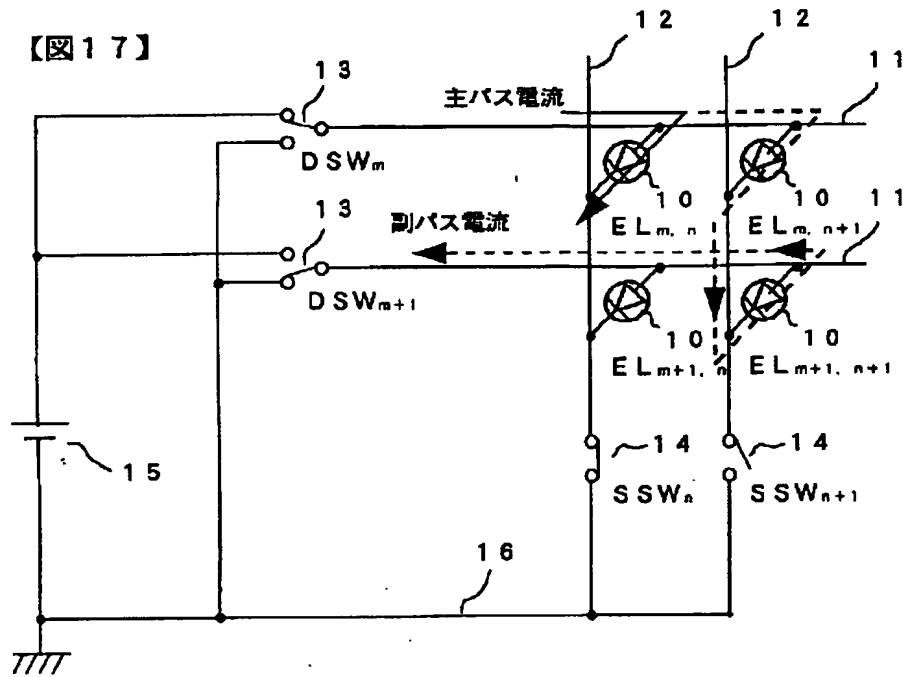 【図１７】
１２
１２
１１
１３
主パス電流
DSWm
１０
１０
ELm, n
ELm, n+1
１１
１３
副パス電流
DSWm+1
１０
１０
ELm+1, n
ELm+1, n+1
１４
１４
１５
SSWn
SSWn+1
１６